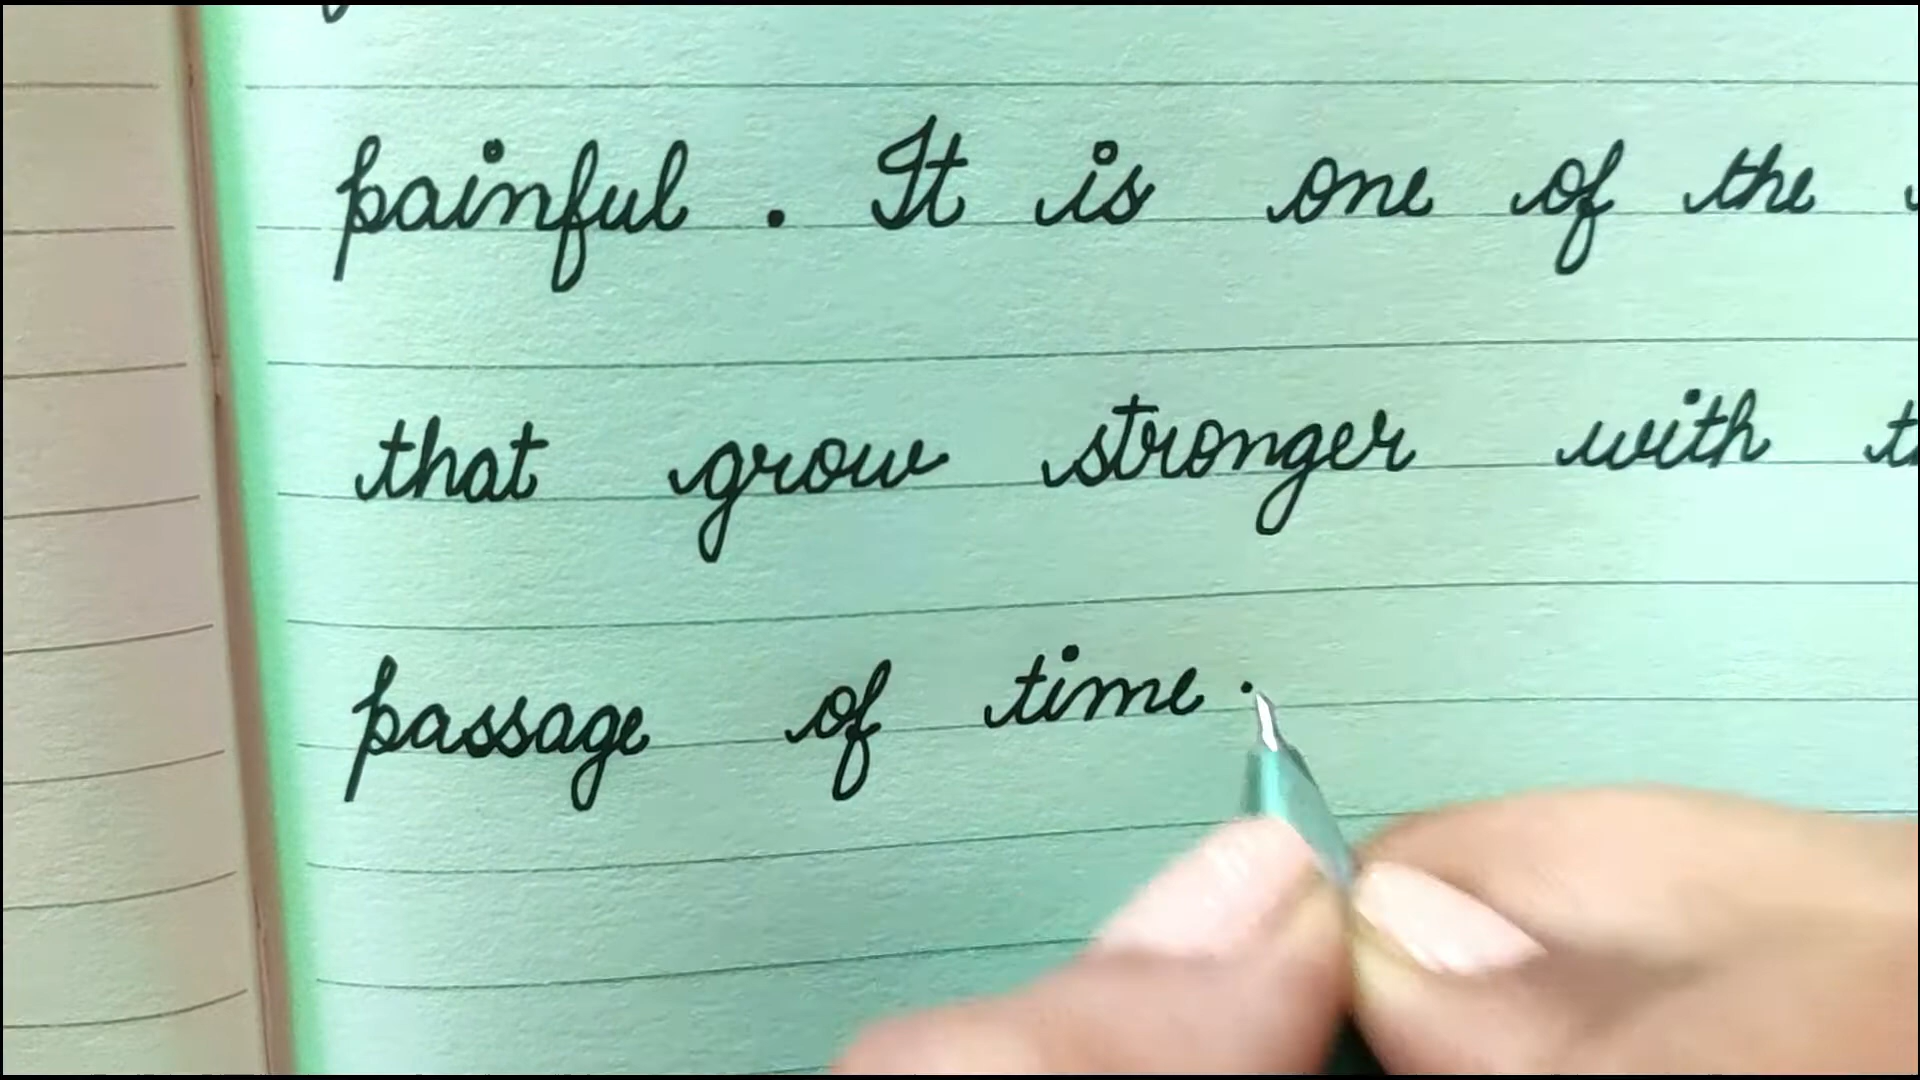 painful . It is one of the
that grow stronger with
passage of time .